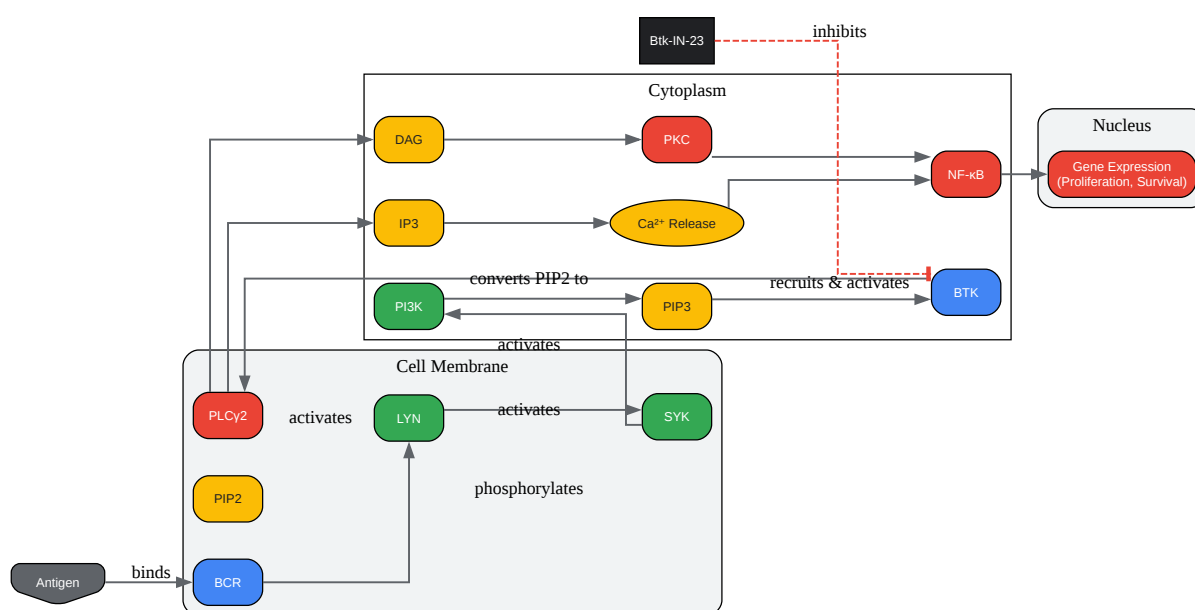 Btk-IN-23
inhibits
Cytoplasm
Nucleus
DAG
PKC
NF-κB
Gene Expression
(Proliferation, Survival)
IP3
Ca²⁺ Release
converts PIP2 to
recruits & activates
PI3K
PIP3
BTK
activates
Cell Membrane
PLCγ2
activates
LYN
activates
SYK
PIP2
phosphorylates
Antigen
binds
BCR